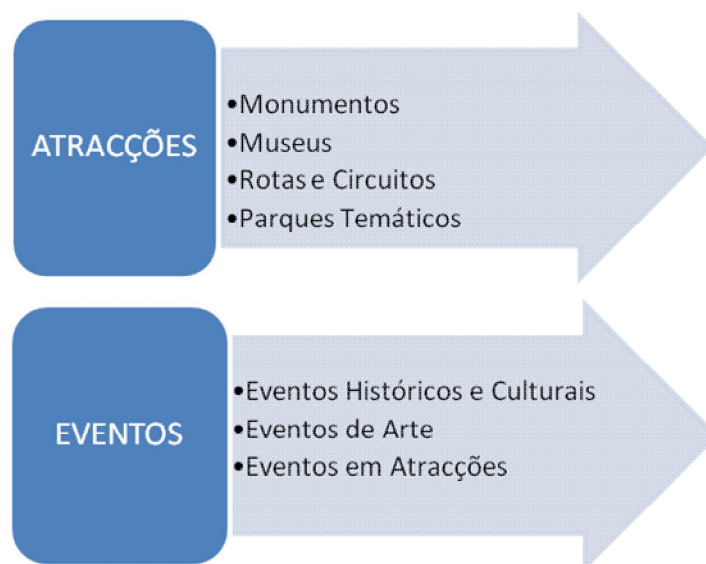 ATRACÇÕES
•Monumentos
•Museus
•Rotas e Circuitos
•Parques Temáticos
EVENTOS
•Eventos Históricos e Culturais
•Eventos de Arte
•Eventos em Atracções